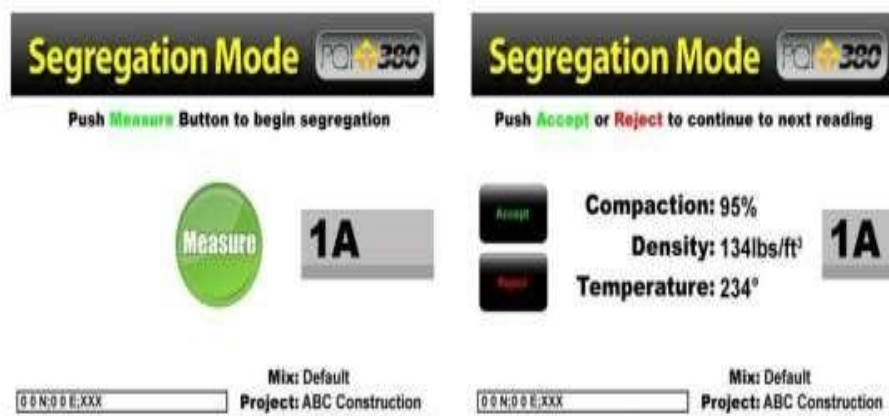 Segregation Mode PQI 380
Push Measure Button to begin segregation
Measure
1A
Mix: Default
0 0 N;0 0 E;XXX
Project: ABC Construction
Segregation Mode PQI 380
Push Accept or Reject to continue to next reading
Accept
Reject
Compaction: 95%
Density: 134lbs/ft³
Temperature: 234°
1A
Mix: Default
0 0 N;0 0 E;XXX
Project: ABC Construction